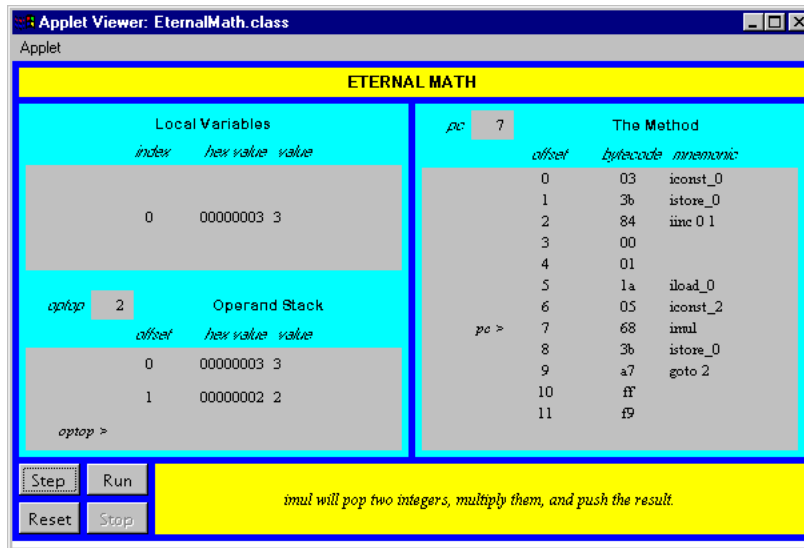 Applet Viewer: EternalMath.class
Applet
ETERNAL MATH
Local Variables
index hex value value
0 00000003 3
optop 2 Operand Stack
offset hex value value
0 00000003 3
1 00000002 2
optop >
pc 7 The Method
offset bytecode mnemonic
0 03 iconst_0
1 3b istore_0
2 84 iinc 0 1
3 00
4 01
5 1a iload_0
6 05 iconst_2
pc > 7 68 imul
8 3b istore_0
9 a7 goto 2
10 ff
11 f9
Step Run
Reset Stop
imul will pop two integers, multiply them, and push the result.